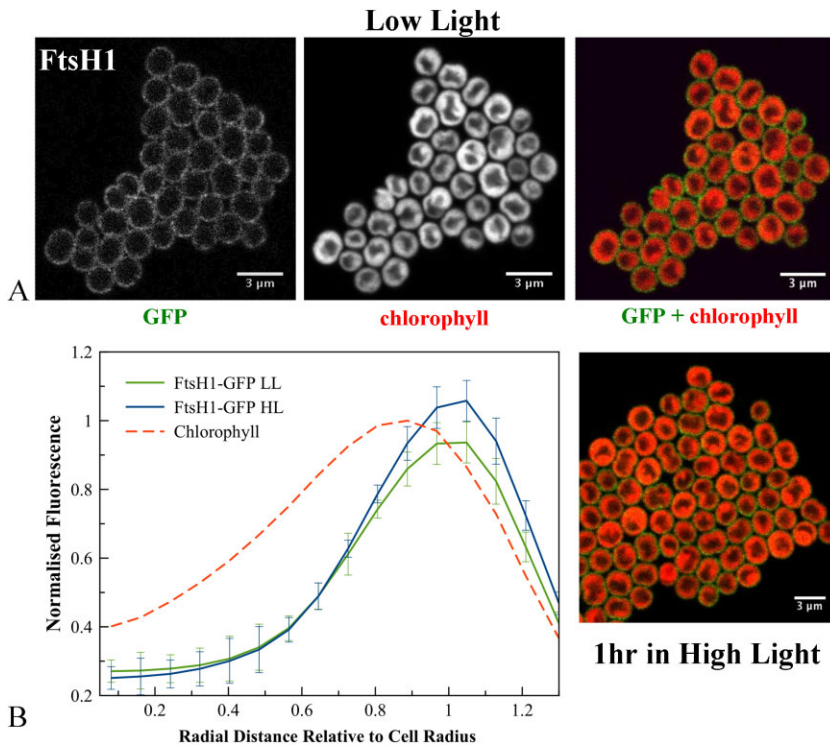 Low Light
FtsH1
3 µm
3 µm
3 µm
A
GFP
chlorophyll
GFP + chlorophyll
1.2
1
0.8
0.6
0.4
0.2
Normalised Fluorescence
FtsH1-GFP LL
FtsH1-GFP HL
Chlorophyll
0.2
0.4
0.6
0.8
1
1.2
Radial Distance Relative to Cell Radius
B
3 µm
1hr in High Light